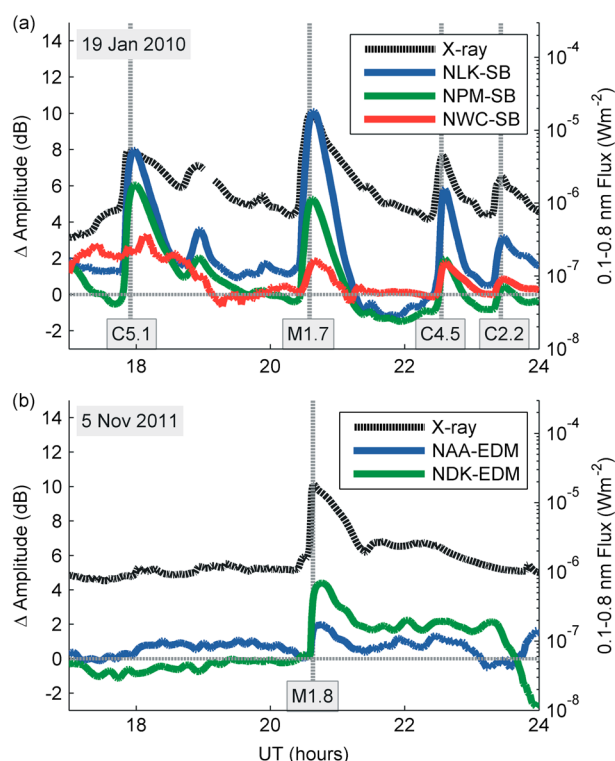 (a)
19 Jan 2010
X-ray
NLK-SB
NPM-SB
NWC-SB
14
12
10
8
6
4
2
0
-2
Δ Amplitude (dB)
10⁻⁴
10⁻⁵
10⁻⁶
10⁻⁷
10⁻⁸
0.1-0.8 nm Flux (Wm⁻²)
C5.1
M1.7
C4.5
C2.2
18
20
22
24
(b)
5 Nov 2011
X-ray
NAA-EDM
NDK-EDM
14
12
10
8
6
4
2
0
-2
Δ Amplitude (dB)
10⁻⁴
10⁻⁵
10⁻⁶
10⁻⁷
10⁻⁸
0.1-0.8 nm Flux (Wm⁻²)
M1.8
18
20
22
24
UT (hours)